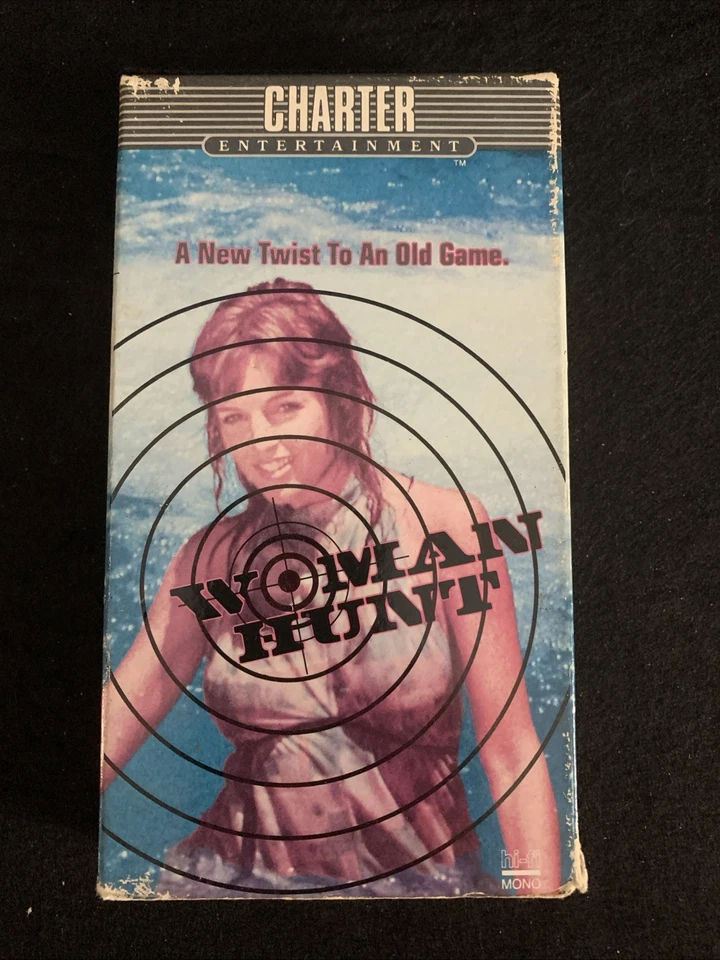 CHARTER
ENTERTAINMENT
TM
A New Twist To An Old Game.
WOMAN
HUNT
hi-fi
MONO